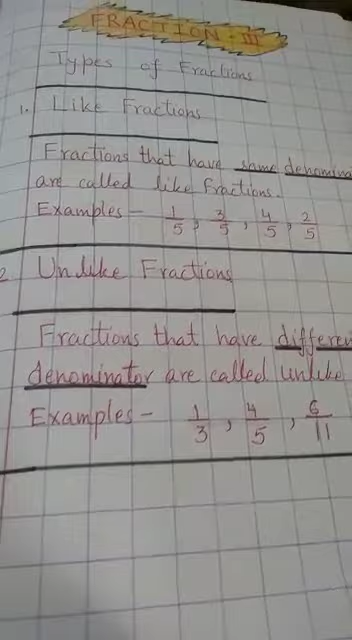 FRACTION - III
Types of Fractions
1. Like Fractions
Fractions that have same denomina
are called like fractions.
Examples - 1/5, 3/5, 4/5, 2/5
2 Unlike Fractions
Fractions that have differen
denominator are called unlike
Examples - 1/3, 4/5, 6/11